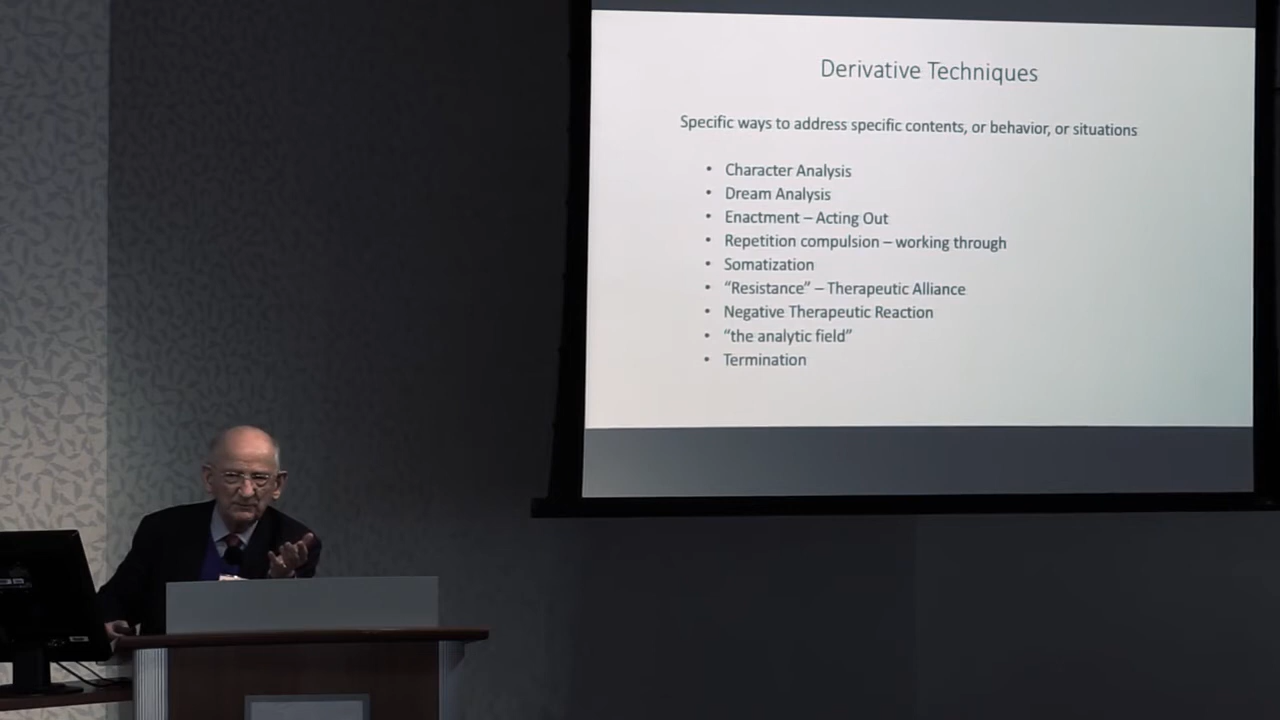 Derivative Techniques
Specific ways to address specific contents, or behavior, or situations
• Character Analysis
• Dream Analysis
• Enactment – Acting Out
• Repetition compulsion – working through
• Somatization
• “Resistance” – Therapeutic Alliance
• Negative Therapeutic Reaction
• “the analytic field”
• Termination